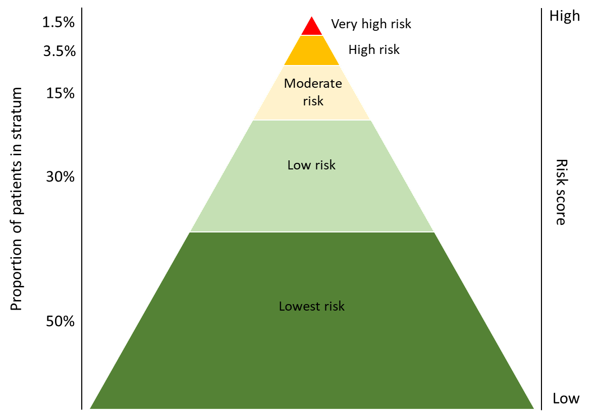 1.5%
Very high risk
High
3.5%
High risk
15%
Moderate
risk
30%
Low risk
Lowest risk
50%
Low
Proportion of patients in stratum
Risk score